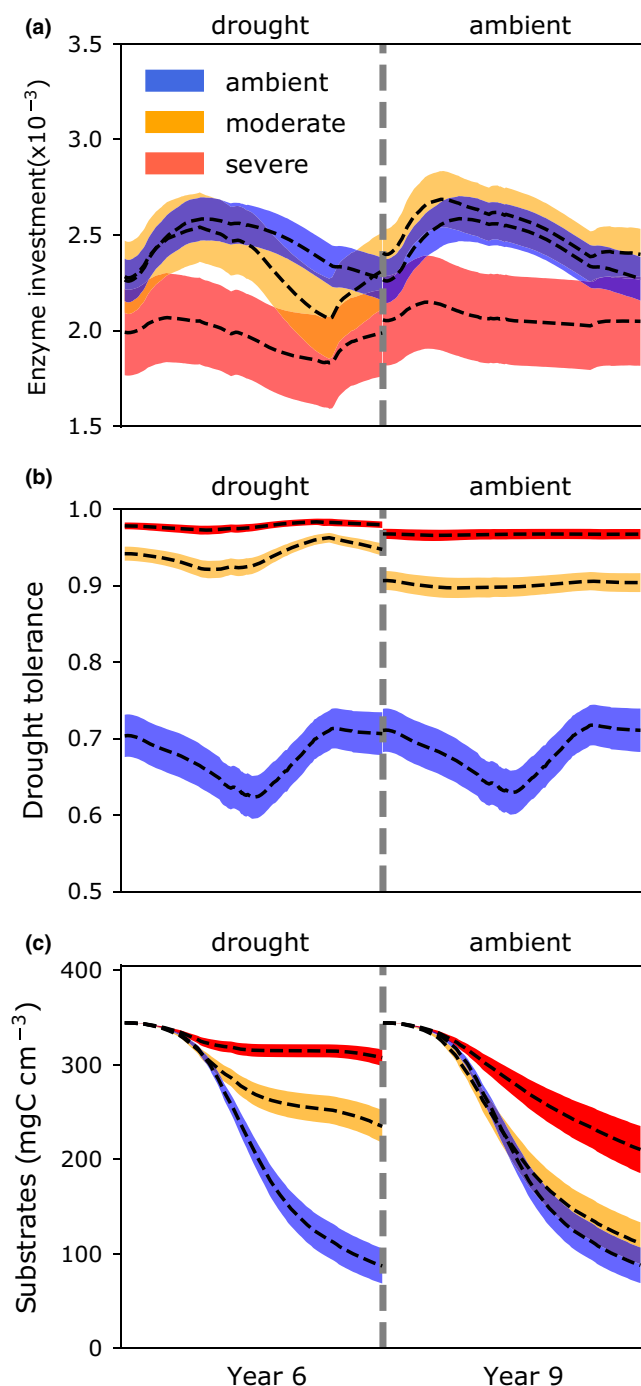 (a)
drought ambient
3.5
3.0
2.5
2.0
1.5
Enzyme investment(x10⁻³)
ambient
moderate
severe
(b)
drought ambient
1.0
0.9
0.8
0.7
0.6
0.5
Drought tolerance
(c)
drought ambient
400
300
200
100
0
Substrates (mgC cm⁻³)
Year 6 Year 9